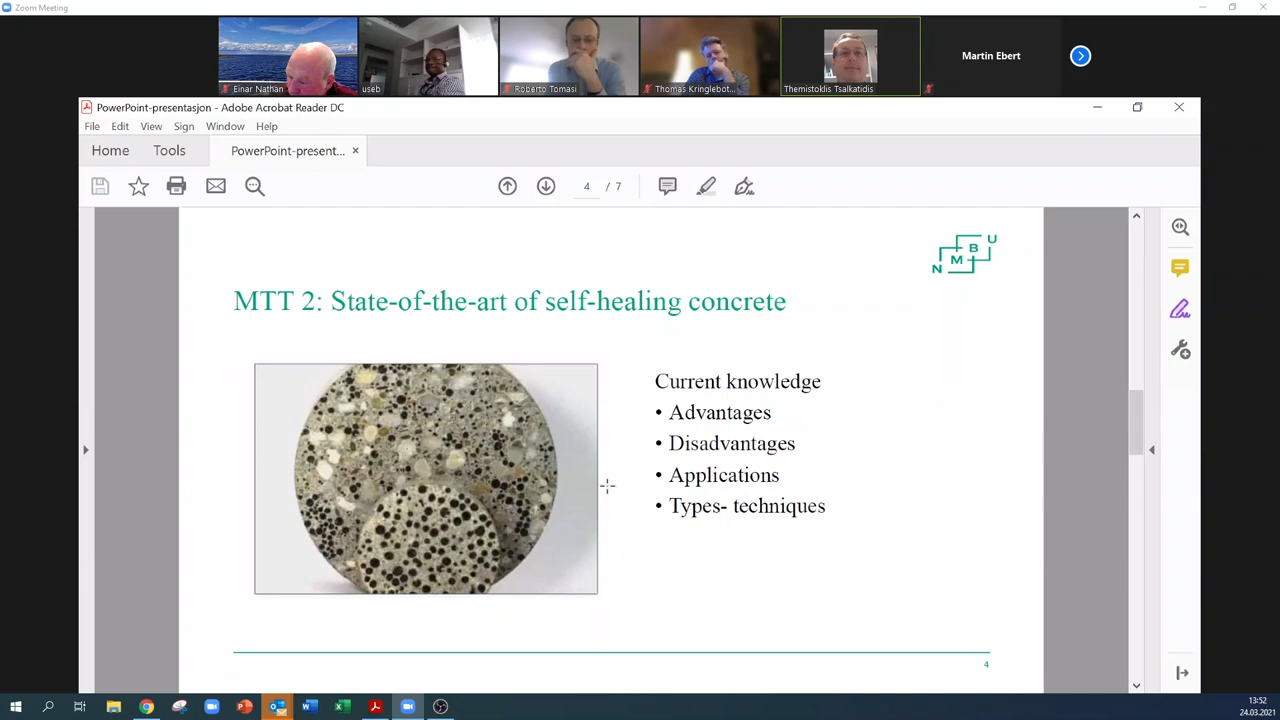 Zoom Meeting
Einar Nathan
useb
Roberto Tomasi
Thomas Kringlebot...
Themistoklis Tsalkatidis
Martin Ebert
PowerPoint-presentasjon - Adobe Acrobat Reader DC
File Edit View Sign Window Help
Home Tools PowerPoint-present... ×
4 / 7
N M B U
MTT 2: State-of-the-art of self-healing concrete
Current knowledge
• Advantages
• Disadvantages
• Applications
• Types- techniques
4
13:52
24.03.2021